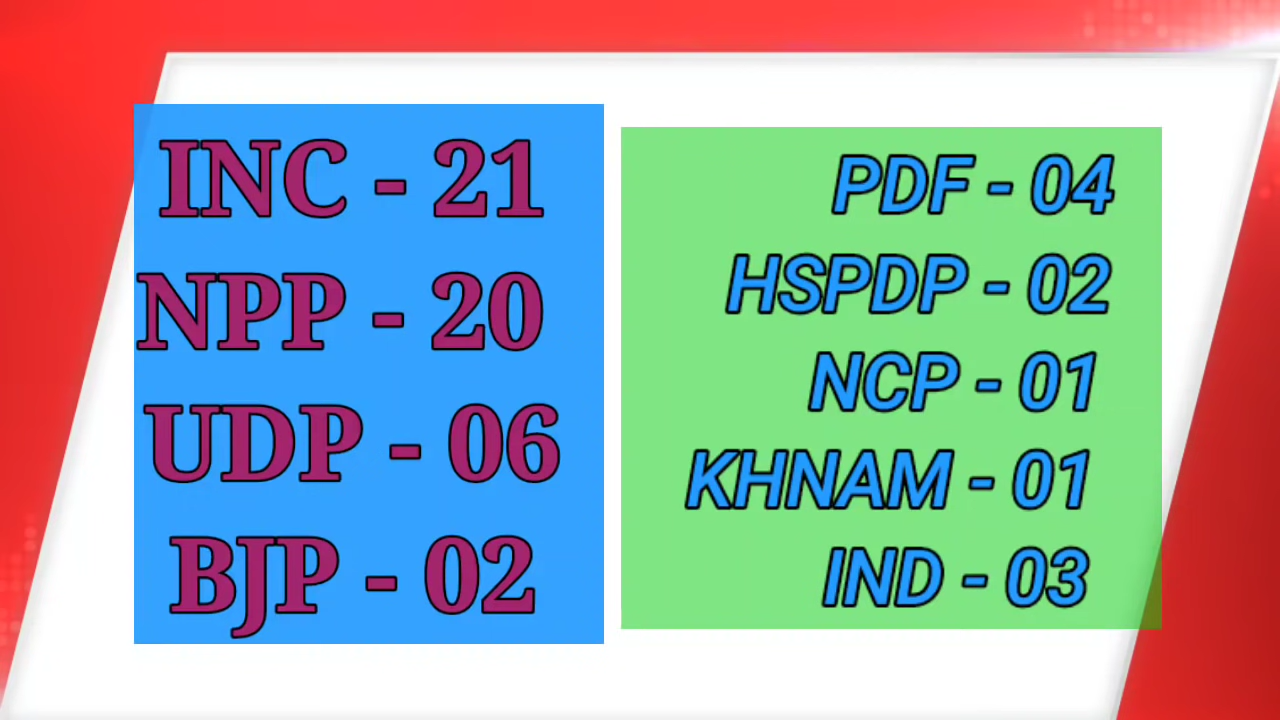 INC - 21
NPP - 20
UDP - 06
BJP - 02
PDF - 04
HSPDP - 02
NCP - 01
KHNAM - 01
IND - 03